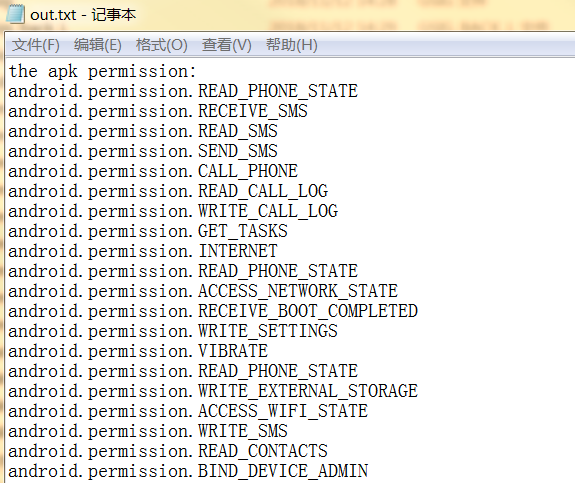 out.txt - 记事本
文件(F) 编辑(E) 格式(O) 查看(V) 帮助(H)
the apk permission:
android.permission.READ_PHONE_STATE
android.permission.RECEIVE_SMS
android.permission.READ_SMS
android.permission.SEND_SMS
android.permission.CALL_PHONE
android.permission.READ_CALL_LOG
android.permission.WRITE_CALL_LOG
android.permission.GET_TASKS
android.permission.INTERNET
android.permission.READ_PHONE_STATE
android.permission.ACCESS_NETWORK_STATE
android.permission.RECEIVE_BOOT_COMPLETED
android.permission.WRITE_SETTINGS
android.permission.VIBRATE
android.permission.READ_PHONE_STATE
android.permission.WRITE_EXTERNAL_STORAGE
android.permission.ACCESS_WIFI_STATE
android.permission.WRITE_SMS
android.permission.READ_CONTACTS
android.permission.BIND_DEVICE_ADMIN